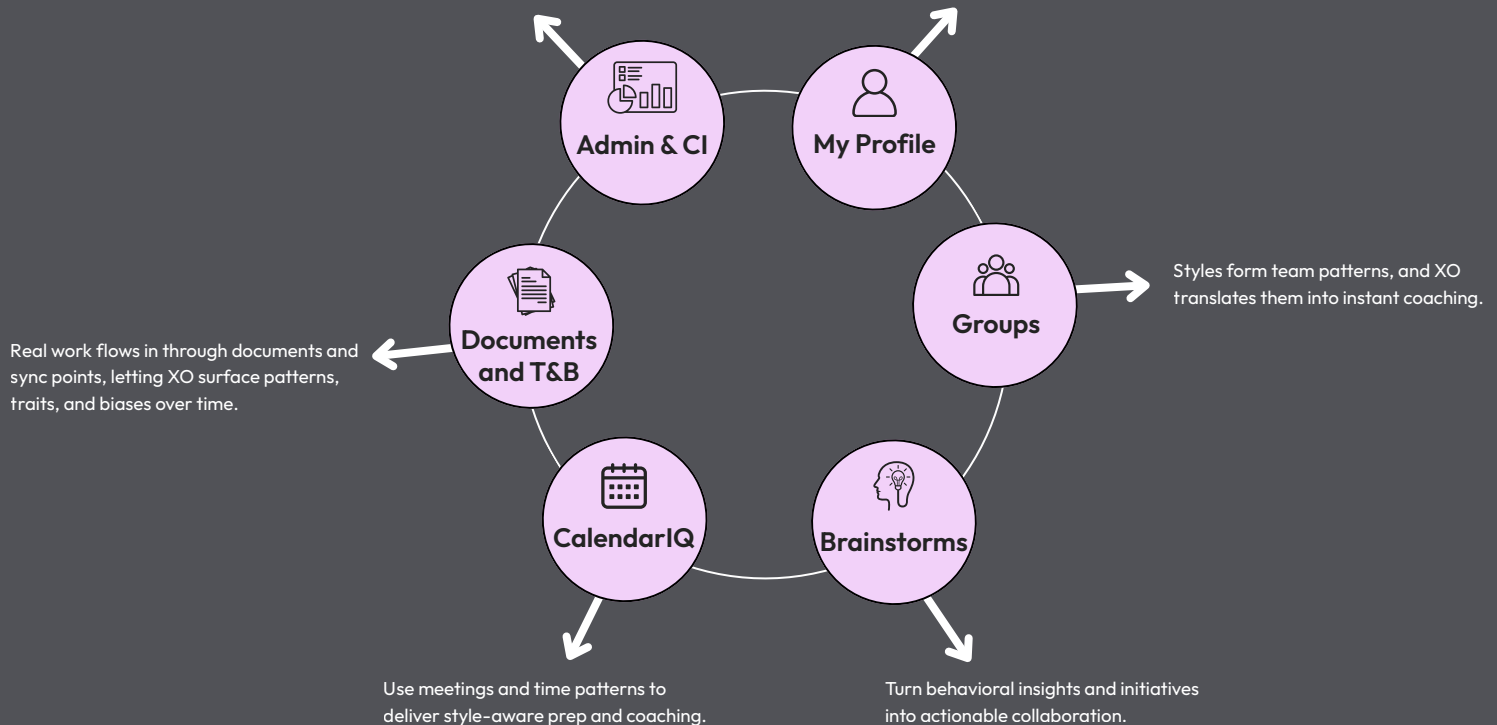 Admin & CI
My Profile
Groups
Styles form team patterns, and XO
translates them into instant coaching.
Documents
and T&B
Real work flows in through documents and
sync points, letting XO surface patterns,
traits, and biases over time.
CalendarIQ
Brainstorms
Use meetings and time patterns to
deliver style-aware prep and coaching.
Turn behavioral insights and initiatives
into actionable collaboration.